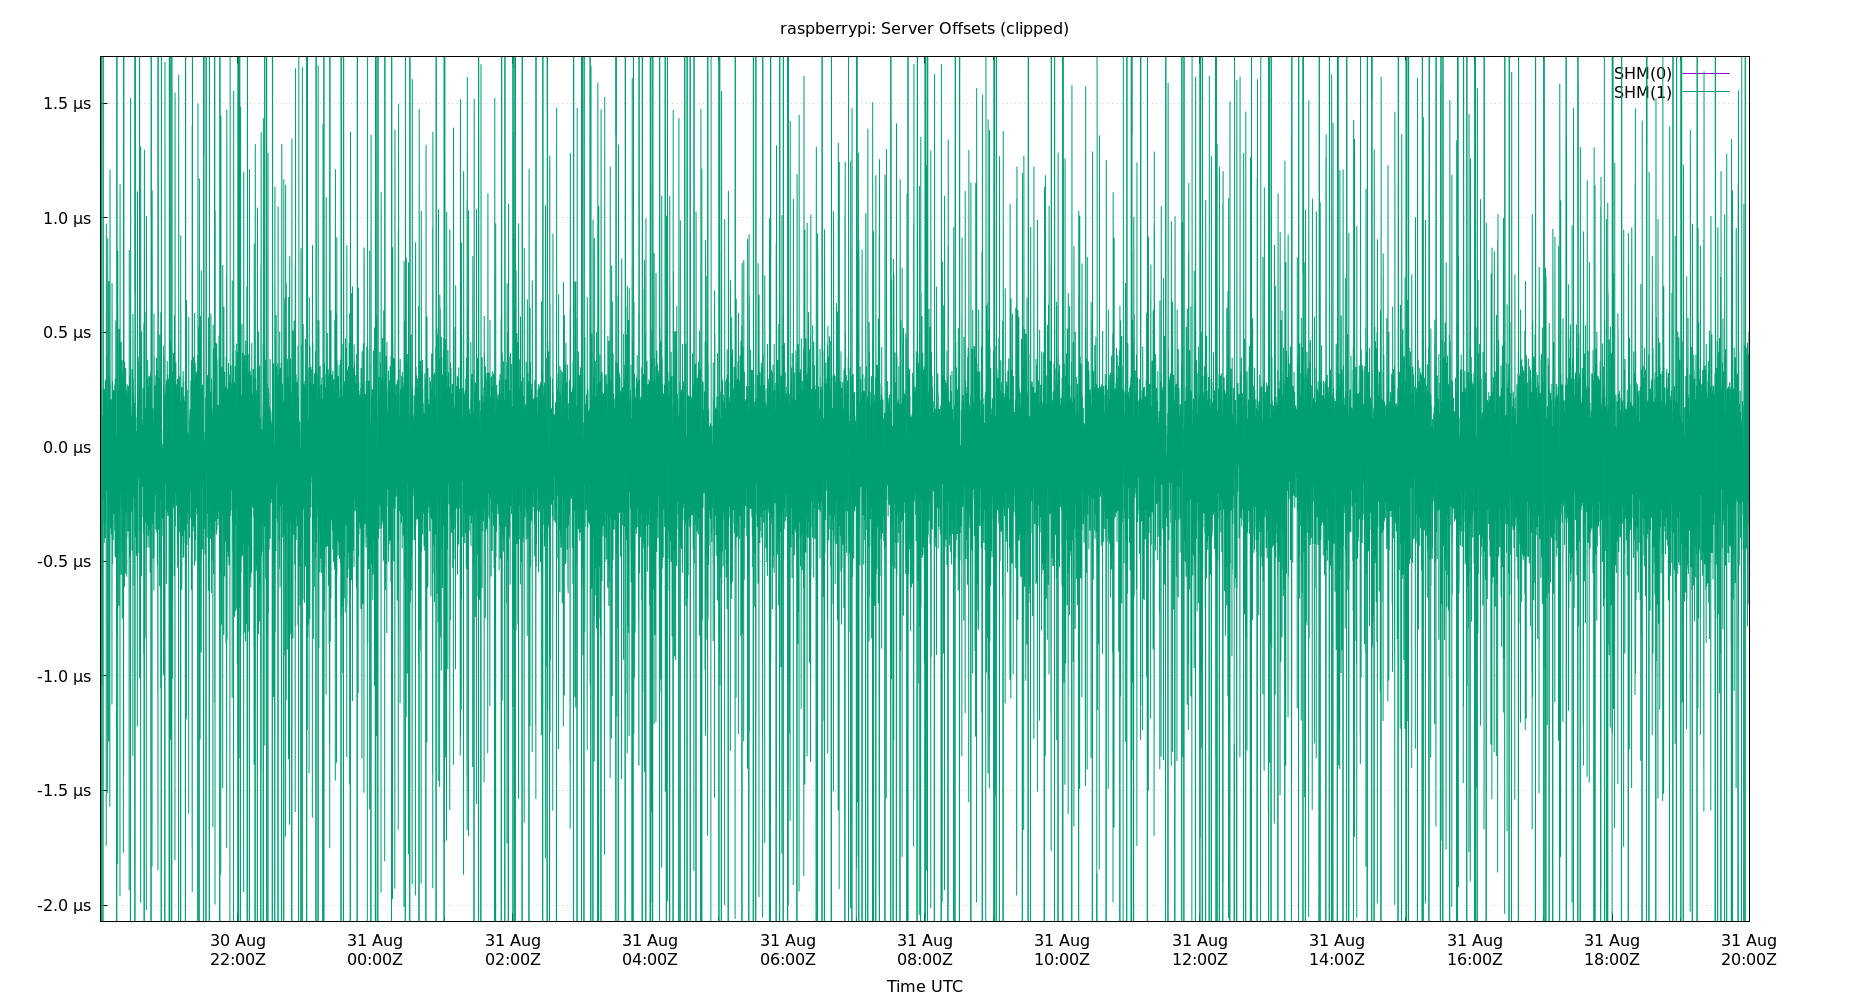 raspberrypi: Server Offsets (clipped)
SHM(0)
SHM(1)
1.5 µs
1.0 µs
0.5 µs
0.0 µs
-0.5 µs
-1.0 µs
-1.5 µs
-2.0 µs
30 Aug 31 Aug 31 Aug 31 Aug 31 Aug 31 Aug 31 Aug 31 Aug 31 Aug 31 Aug 31 Aug 31 Aug
22:00Z 00:00Z 02:00Z 04:00Z 06:00Z 08:00Z 10:00Z 12:00Z 14:00Z 16:00Z 18:00Z 20:00Z
Time UTC